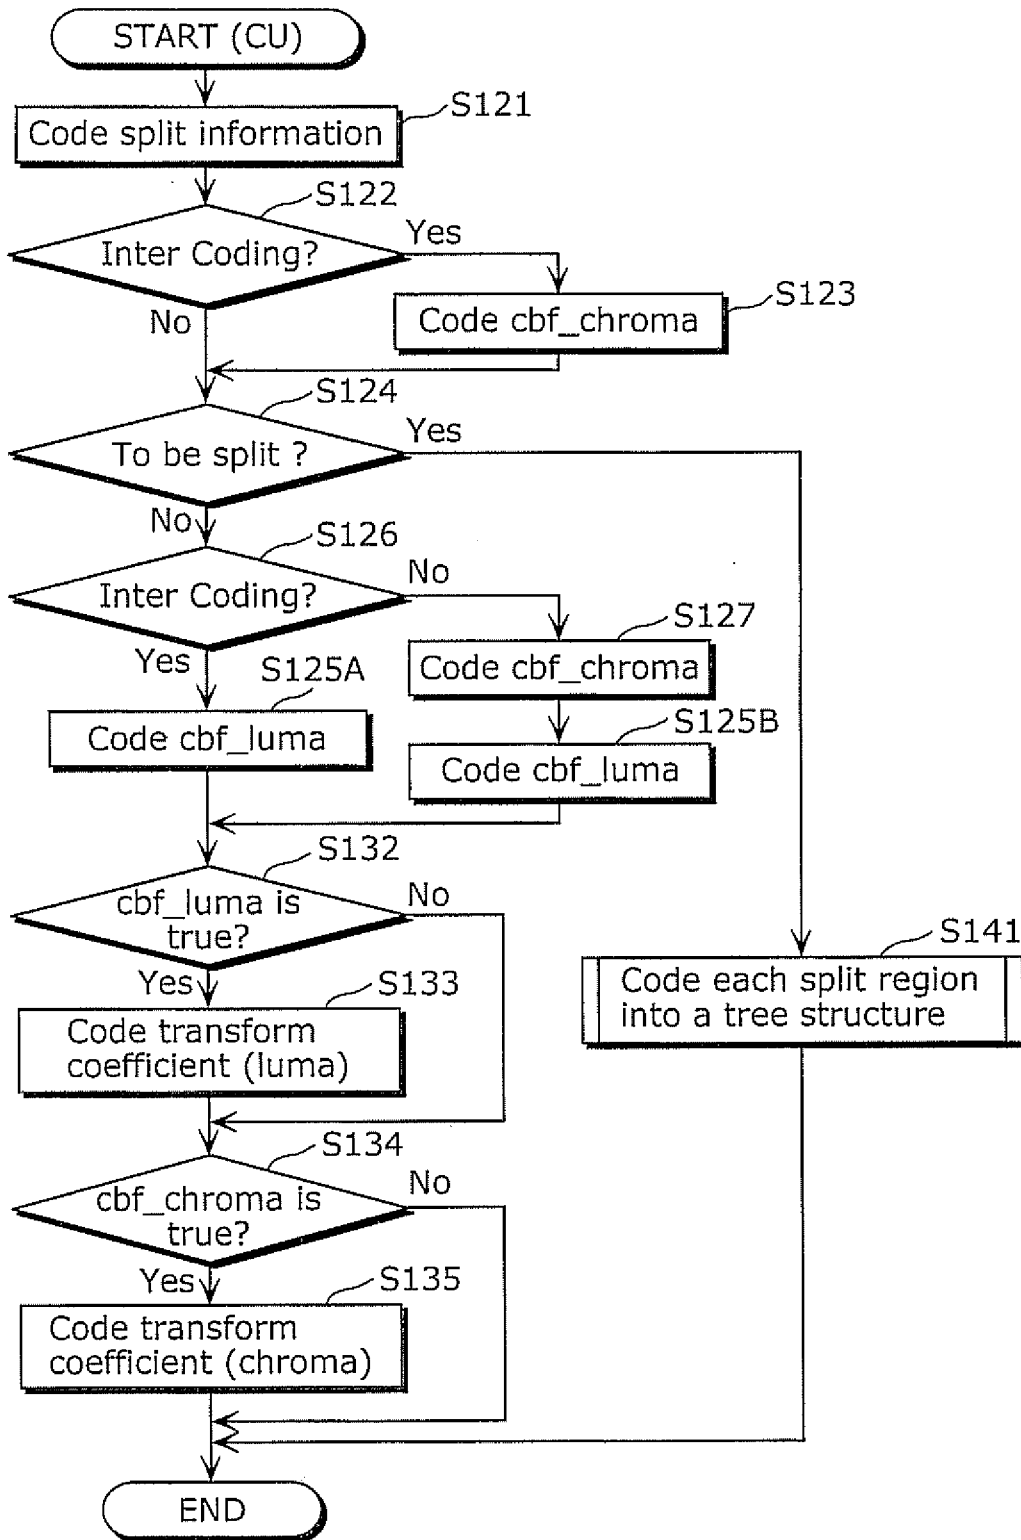 START (CU)
S121
Code split information
S122
Inter Coding?
Yes
No
S123
Code cbf_chroma
S124
To be split ?
Yes
No
S126
Inter Coding?
No
Yes
S127
Code cbf_chroma
S125A
Code cbf_luma
S125B
Code cbf_luma
S132
cbf_luma is
true?
No
Yes
S141
Code each split region
into a tree structure
S133
Code transform
coefficient (luma)
S134
cbf_chroma is
true?
No
Yes
S135
Code transform
coefficient (chroma)
END